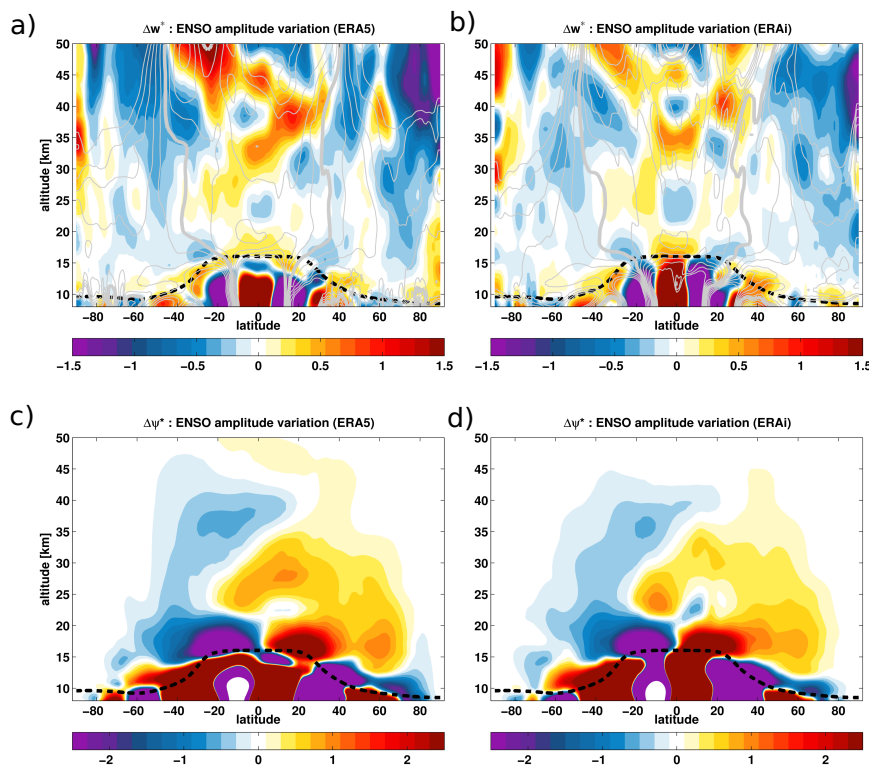 a)
Δw* : ENSO amplitude variation (ERA5)
50
45
40
35
30
25
20
15
10
altitude [km]
−80 −60 −40 −20 0 20 40 60 80
latitude
−1.5 −1 −0.5 0 0.5 1 1.5
b)
Δw* : ENSO amplitude variation (ERAi)
50
45
40
35
30
25
20
15
10
−80 −60 −40 −20 0 20 40 60 80
latitude
−1.5 −1 −0.5 0 0.5 1 1.5
c)
Δψ* : ENSO amplitude variation (ERA5)
50
45
40
35
30
25
20
15
10
altitude [km]
−80 −60 −40 −20 0 20 40 60 80
latitude
−2 −1 0 1 2
d)
Δψ* : ENSO amplitude variation (ERAi)
50
45
40
35
30
25
20
15
10
−80 −60 −40 −20 0 20 40 60 80
latitude
−2 −1 0 1 2